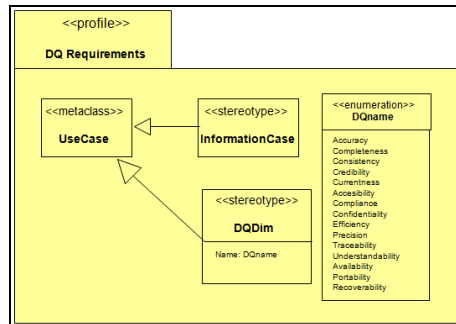 <<profile>>
DQ Requirements
<<metaclass>>
UseCase
<<stereotype>>
InformationCase
<<stereotype>>
DQDim
Name: DQname
<<enumeration>>
DQname
Accuracy
Completeness
Consistency
Credibility
Currentness
Accesibility
Compliance
Confidentiality
Efficiency
Precision
Traceability
Understandability
Availability
Portability
Recoverability